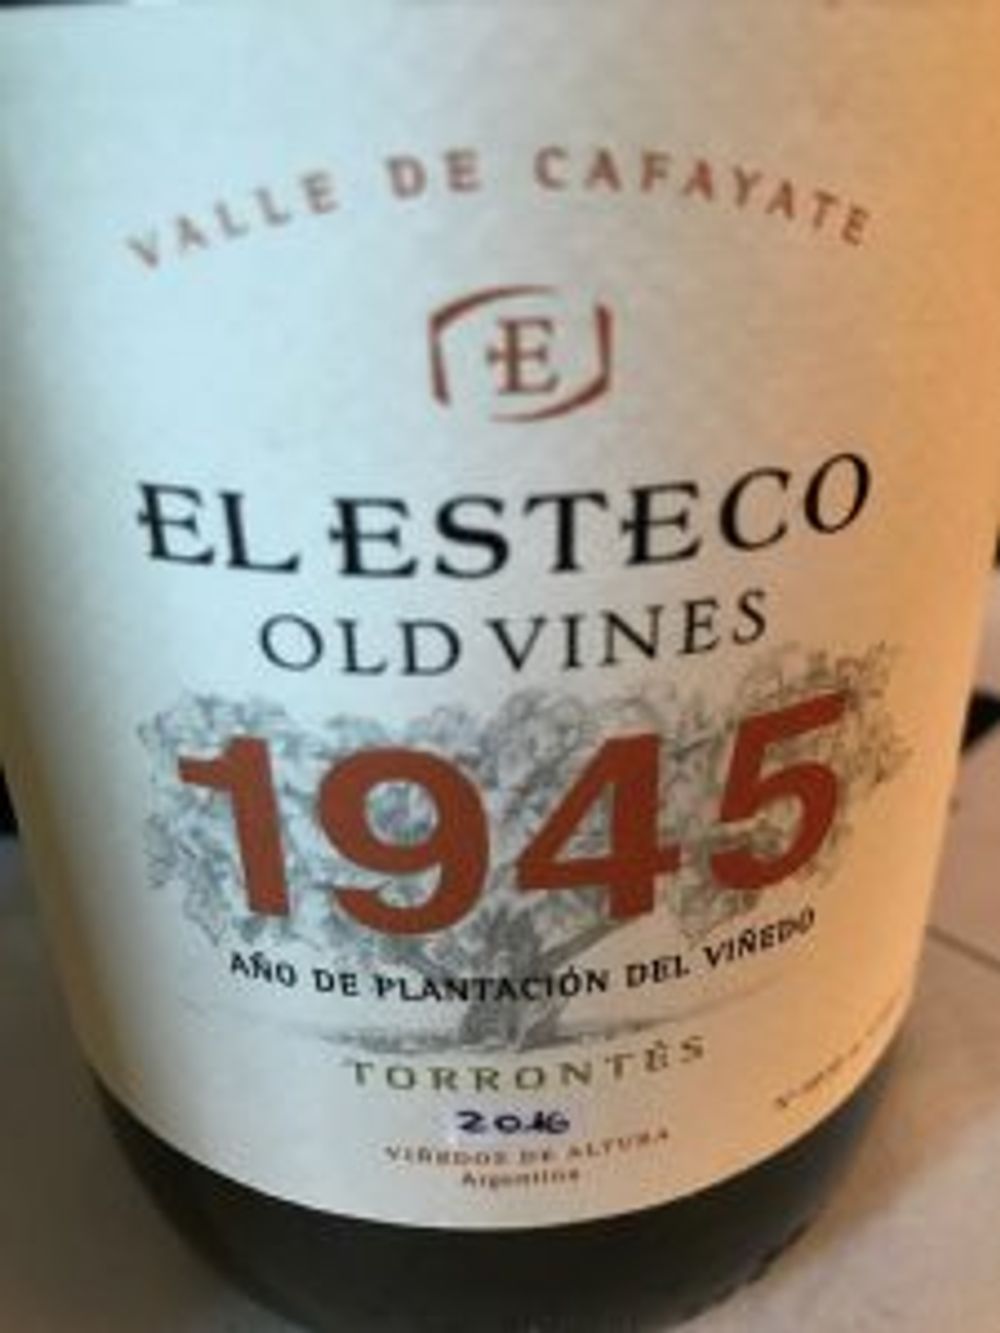 VALLE DE CAFAYATE
E
EL ESTECO
OLD VINES
1945
AÑO DE PLANTACIÓN DEL VIÑEDO
TORRONTÉS
2016
VIÑEDOS DE ALTURA
Argentina